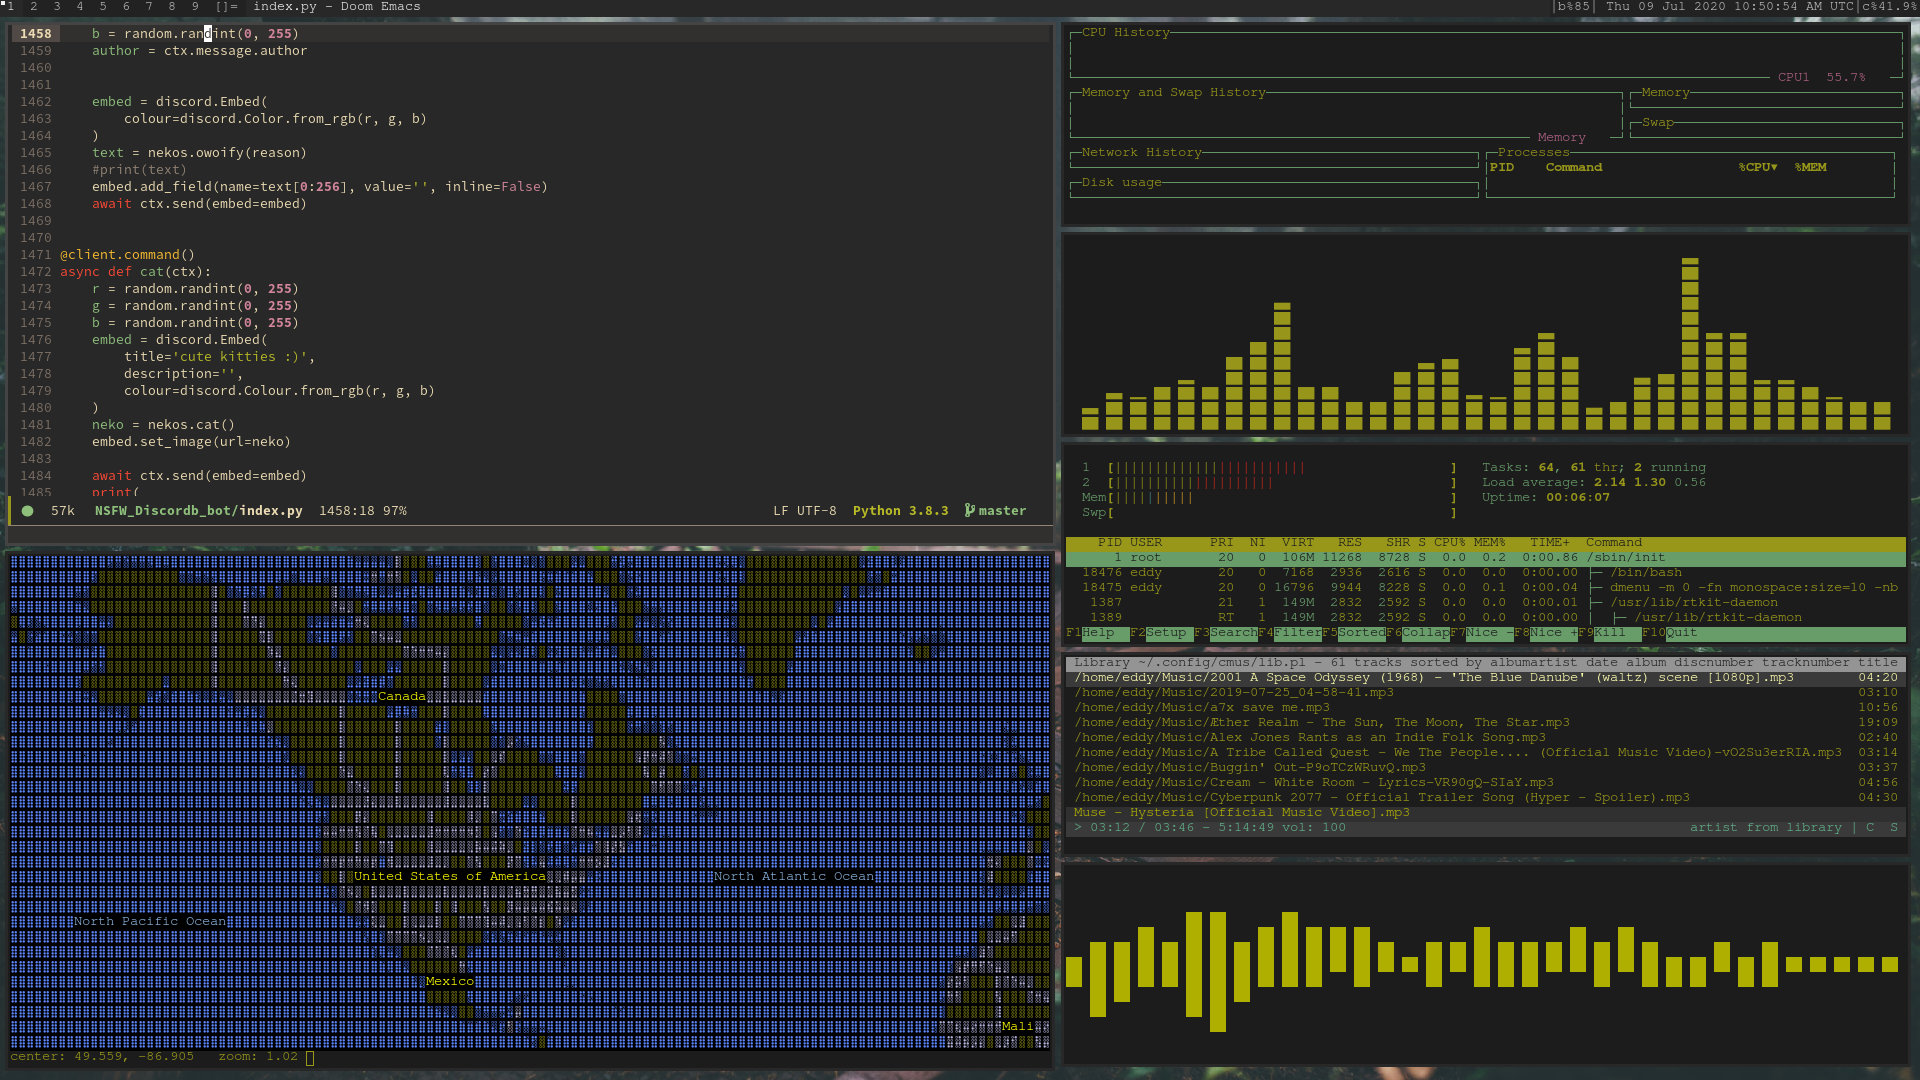 1 2 3 4 5 6 7 8 9 []= index.py - Doom Emacs
|b%85| Thu 09 Jul 2020 10:50:54 AM UTC|c%41.9%
1458 b = random.randint(0, 255)
1459 author = ctx.message.author
1460
1461
1462 embed = discord.Embed(
1463 colour=discord.Color.from_rgb(r, g, b)
1464 )
1465 text = nekos.owoify(reason)
1466 #print(text)
1467 embed.add_field(name=text[0:256], value='', inline=False)
1468 await ctx.send(embed=embed)
1469
1470
1471 @client.command()
1472 async def cat(ctx):
1473 r = random.randint(0, 255)
1474 g = random.randint(0, 255)
1475 b = random.randint(0, 255)
1476 embed = discord.Embed(
1477 title='cute kitties :)',
1478 description='',
1479 colour=discord.Colour.from_rgb(r, g, b)
1480 )
1481 neko = nekos.cat()
1482 embed.set_image(url=neko)
1483
1484 await ctx.send(embed=embed)
1485 print(
57k NSFW_Discordb_bot/index.py 1458:18 97% LF UTF-8 Python 3.8.3 master
Canada
United States of America
North Atlantic Ocean
North Pacific Ocean
Mexico
Mali
center: 49.559, -86.905 zoom: 1.02
CPU History
CPU1 55.7%
Memory and Swap History
Memory
Swap
Memory
Network History
Processes
PID Command %CPU▼ %MEM
Disk usage
1 [|||||||||||||||||||||||| ] Tasks: 64, 61 thr; 2 running
2 [|||||||||||||||||||| ] Load average: 2.14 1.30 0.56
Mem[|||||||||| ] Uptime: 00:06:07
Swp[ ]
PID USER PRI NI VIRT RES SHR S CPU% MEM% TIME+ Command
1 root 20 0 106M 11268 8728 S 0.0 0.2 0:00.86 /sbin/init
18476 eddy 20 0 7168 2936 2616 S 0.0 0.0 0:00.00 ├─ /bin/bash
18475 eddy 20 0 16796 9944 8228 S 0.0 0.1 0:00.04 ├─ dmenu -m 0 -fn monospace:size=10 -nb
1387 21 1 149M 2832 2592 S 0.0 0.0 0:00.01 ├─ /usr/lib/rtkit-daemon
1389 RT 1 149M 2832 2592 S 0.0 0.0 0:00.00 │ ├─ /usr/lib/rtkit-daemon
F1Help F2Setup F3SearchF4FilterF5SortedF6CollapF7Nice -F8Nice +F9Kill F10Quit
Library ~/.config/cmus/lib.pl - 61 tracks sorted by albumartist date album discnumber tracknumber title
/home/eddy/Music/2001 A Space Odyssey (1968) - 'The Blue Danube' (waltz) scene [1080p].mp3 04:20
/home/eddy/Music/2019-07-25_04-58-41.mp3 03:10
/home/eddy/Music/a7x save me.mp3 10:56
/home/eddy/Music/Æther Realm - The Sun, The Moon, The Star.mp3 19:09
/home/eddy/Music/Alex Jones Rants as an Indie Folk Song.mp3 02:40
/home/eddy/Music/A Tribe Called Quest - We The People.... (Official Music Video)-vO2Su3erRIA.mp3 03:14
/home/eddy/Music/Buggin' Out-P9oTCzWRuvQ.mp3 03:37
/home/eddy/Music/Cream - White Room - Lyrics-VR90gQ-SIaY.mp3 04:56
/home/eddy/Music/Cyberpunk 2077 - Official Trailer Song (Hyper - Spoiler).mp3 04:30
Muse - Hysteria [Official Music Video].mp3
> 03:12 / 03:46 - 5:14:49 vol: 100 artist from library | C S